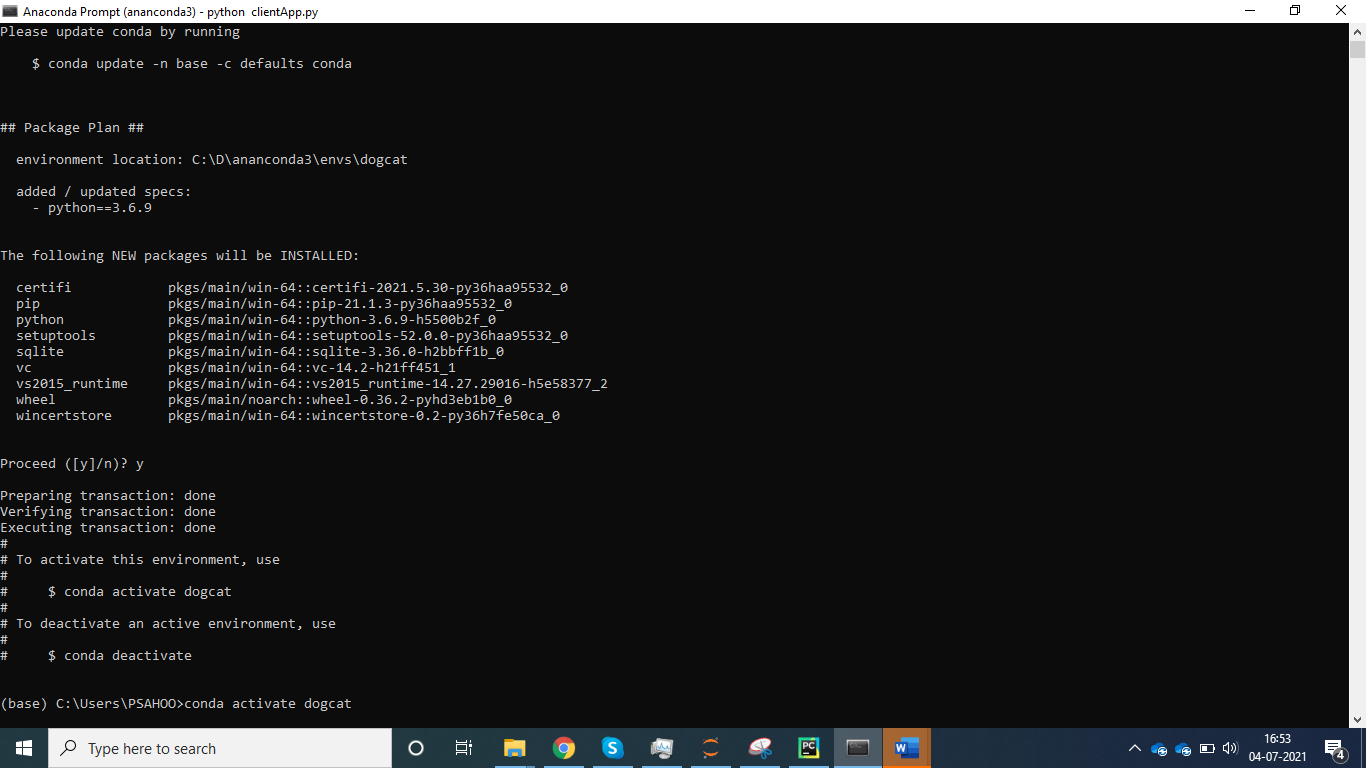 Anaconda Prompt (ananconda3) - python  clientApp.py
Please update conda by running
    $ conda update -n base -c defaults conda
## Package Plan ##
  environment location: C:\D\ananconda3\envs\dogcat
  added / updated specs:
    - python==3.6.9
The following NEW packages will be INSTALLED:
  certifi            pkgs/main/win-64::certifi-2021.5.30-py36haa95532_0
  pip                pkgs/main/win-64::pip-21.1.3-py36haa95532_0
  python             pkgs/main/win-64::python-3.6.9-h5500b2f_0
  setuptools         pkgs/main/win-64::setuptools-52.0.0-py36haa95532_0
  sqlite             pkgs/main/win-64::sqlite-3.36.0-h2bbff1b_0
  vc                 pkgs/main/win-64::vc-14.2-h21ff451_1
  vs2015_runtime     pkgs/main/win-64::vs2015_runtime-14.27.29016-h5e58377_2
  wheel              pkgs/main/noarch::wheel-0.36.2-pyhd3eb1b0_0
  wincertstore       pkgs/main/win-64::wincertstore-0.2-py36h7fe50ca_0
Proceed ([y]/n)? y
Preparing transaction: done
Verifying transaction: done
Executing transaction: done
#
# To activate this environment, use
#
#     $ conda activate dogcat
#
# To deactivate an active environment, use
#
#     $ conda deactivate
(base) C:\Users\PSAHOO>conda activate dogcat
Type here to search
S
PC
W
16:53
04-07-2021
4